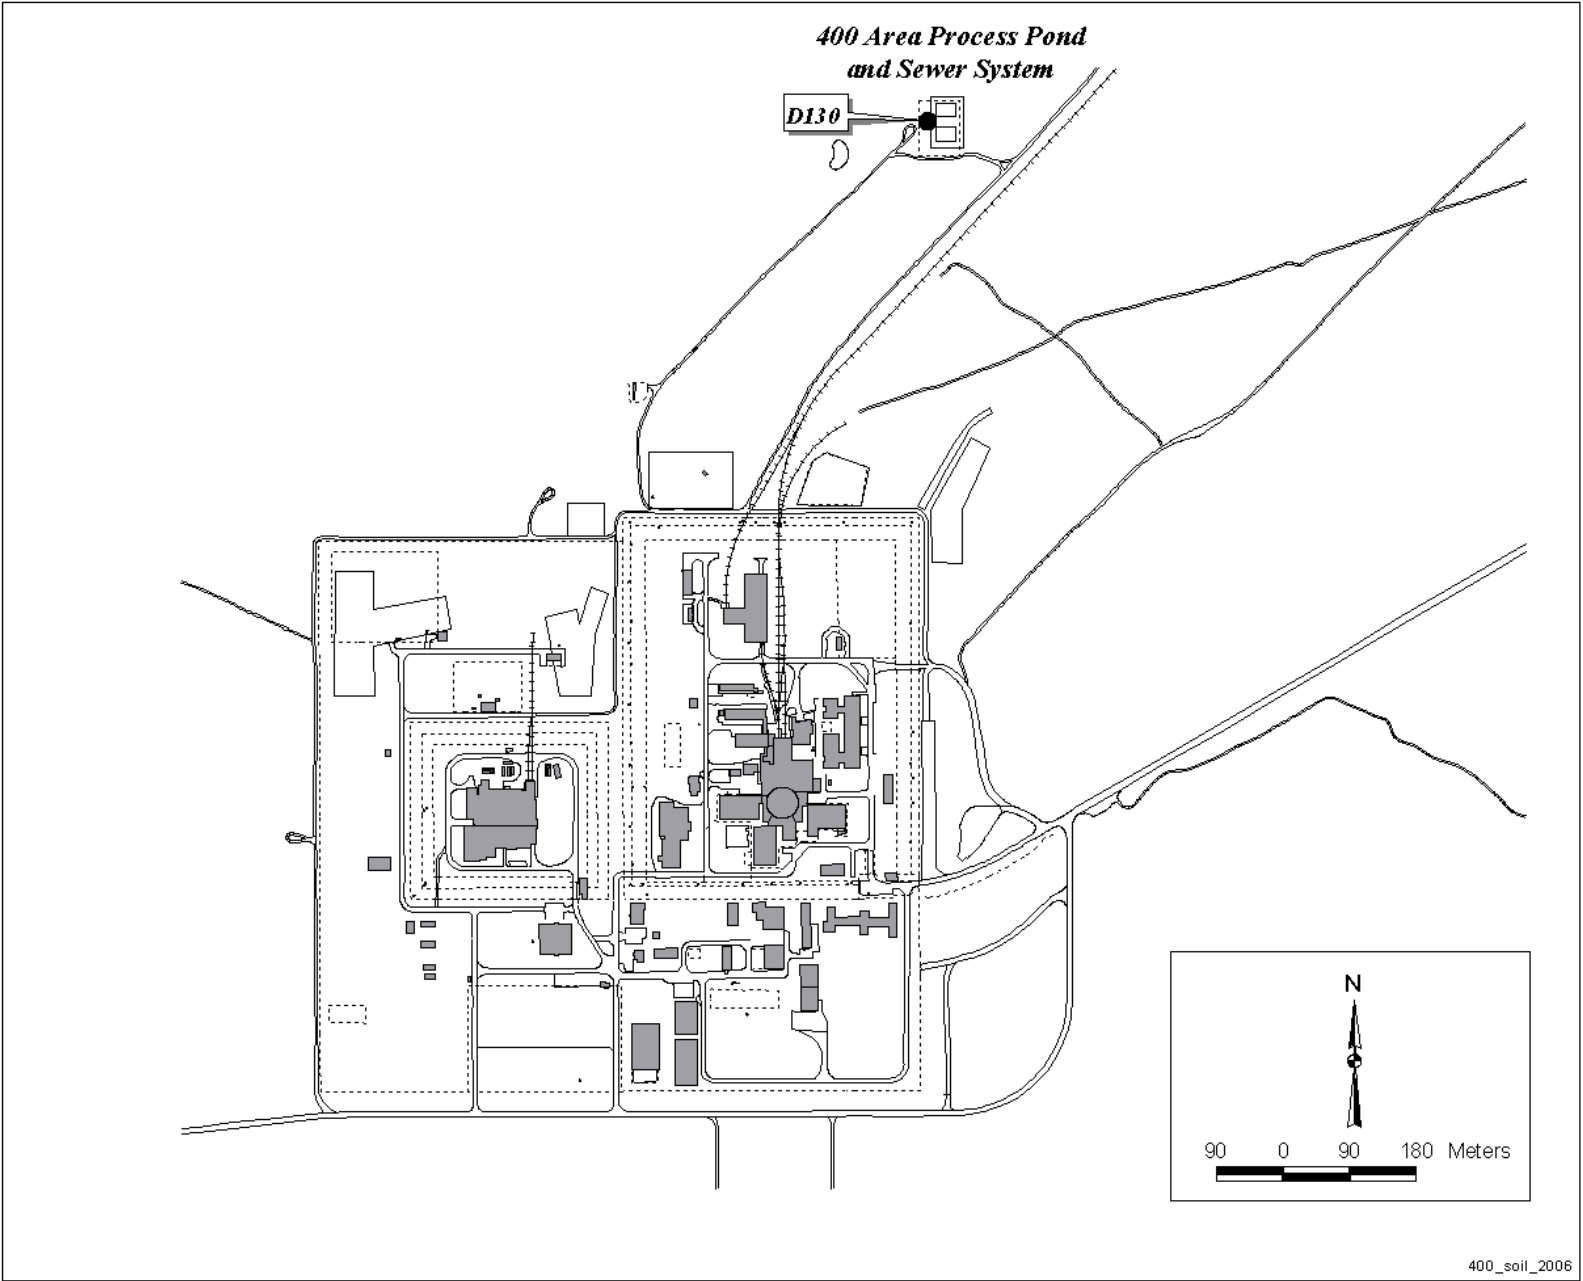 400 Area Process Pond
and Sewer System
D130
N
90 0 90 180 Meters
400_soil_2006